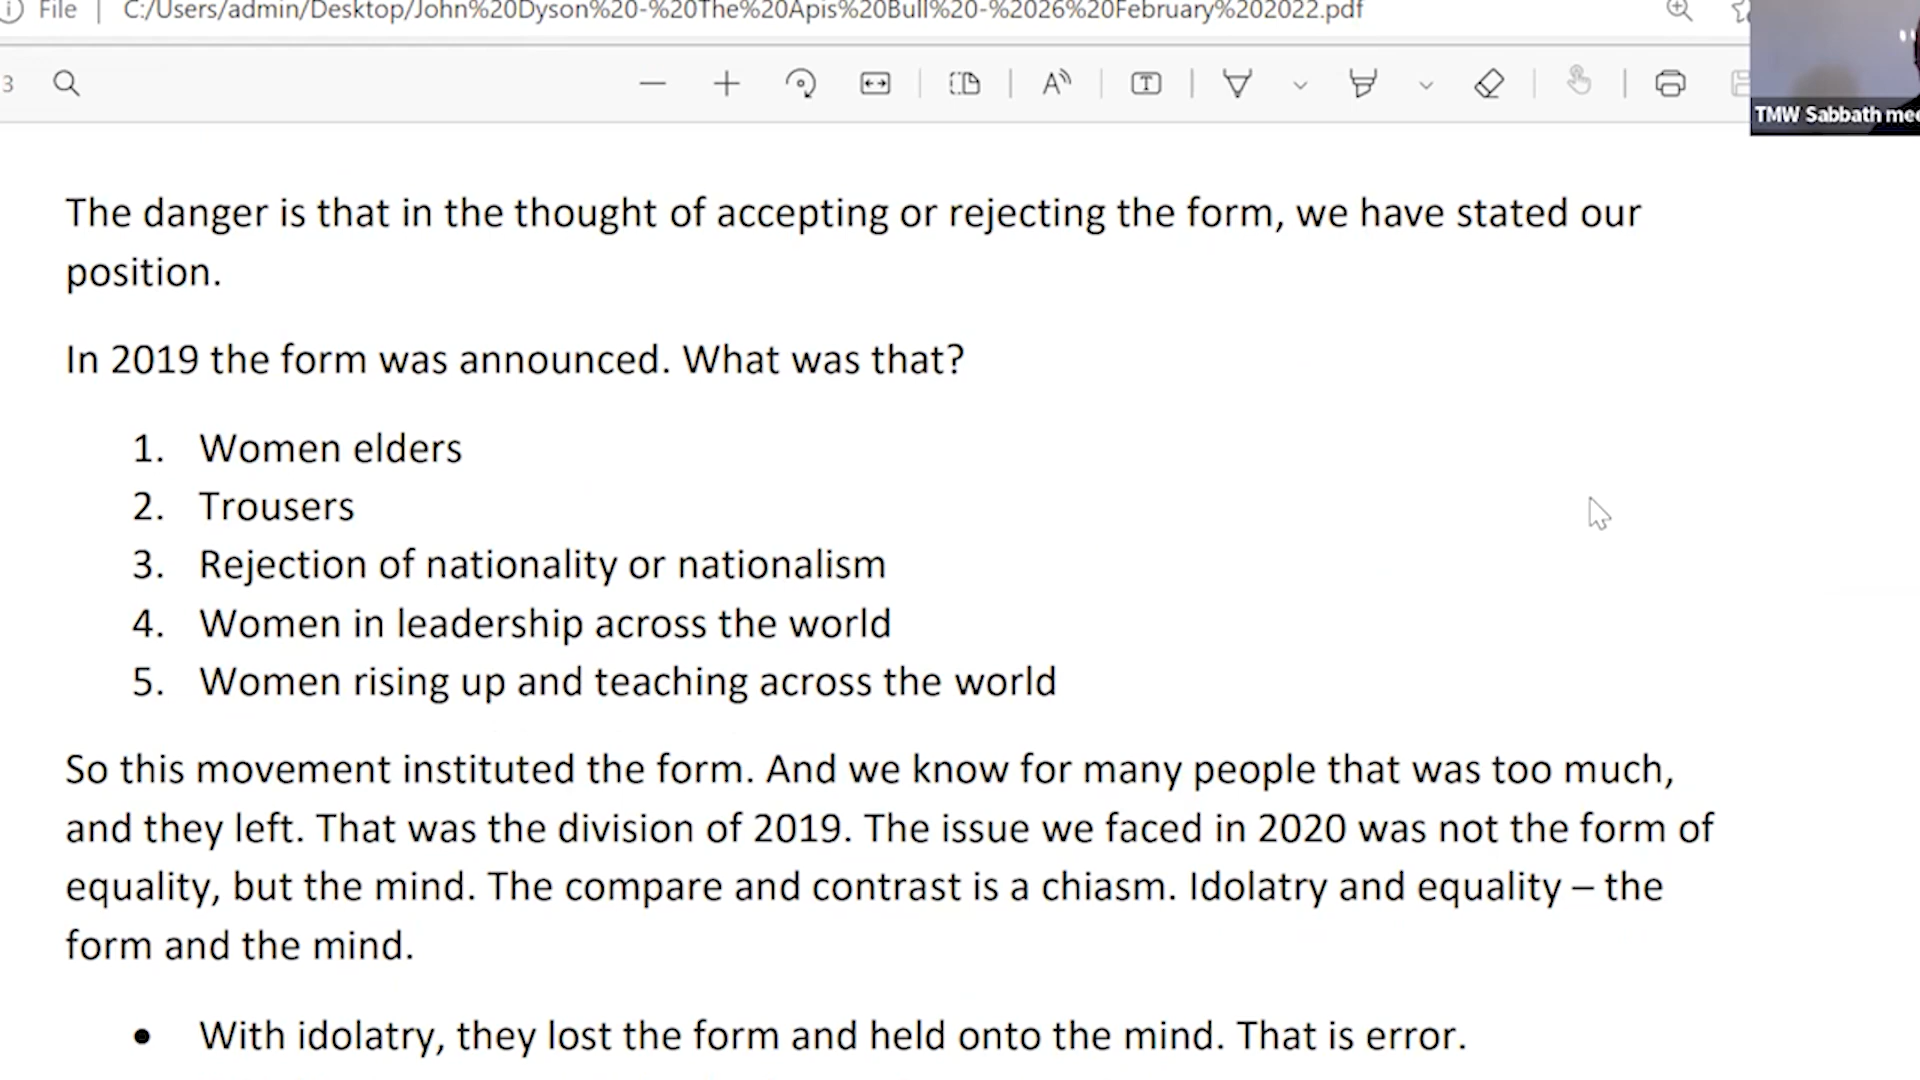 File | C:/Users/admin/Desktop/John%20Dyson%20-%20The%20Apis%20Bull%20-%2026%20February%202022.pdf
3
TMW Sabbath mee
The danger is that in the thought of accepting or rejecting the form, we have stated our
position.
In 2019 the form was announced. What was that?
1. Women elders
2. Trousers
3. Rejection of nationality or nationalism
4. Women in leadership across the world
5. Women rising up and teaching across the world
So this movement instituted the form. And we know for many people that was too much,
and they left. That was the division of 2019. The issue we faced in 2020 was not the form of
equality, but the mind. The compare and contrast is a chiasm. Idolatry and equality – the
form and the mind.
• With idolatry, they lost the form and held onto the mind. That is error.